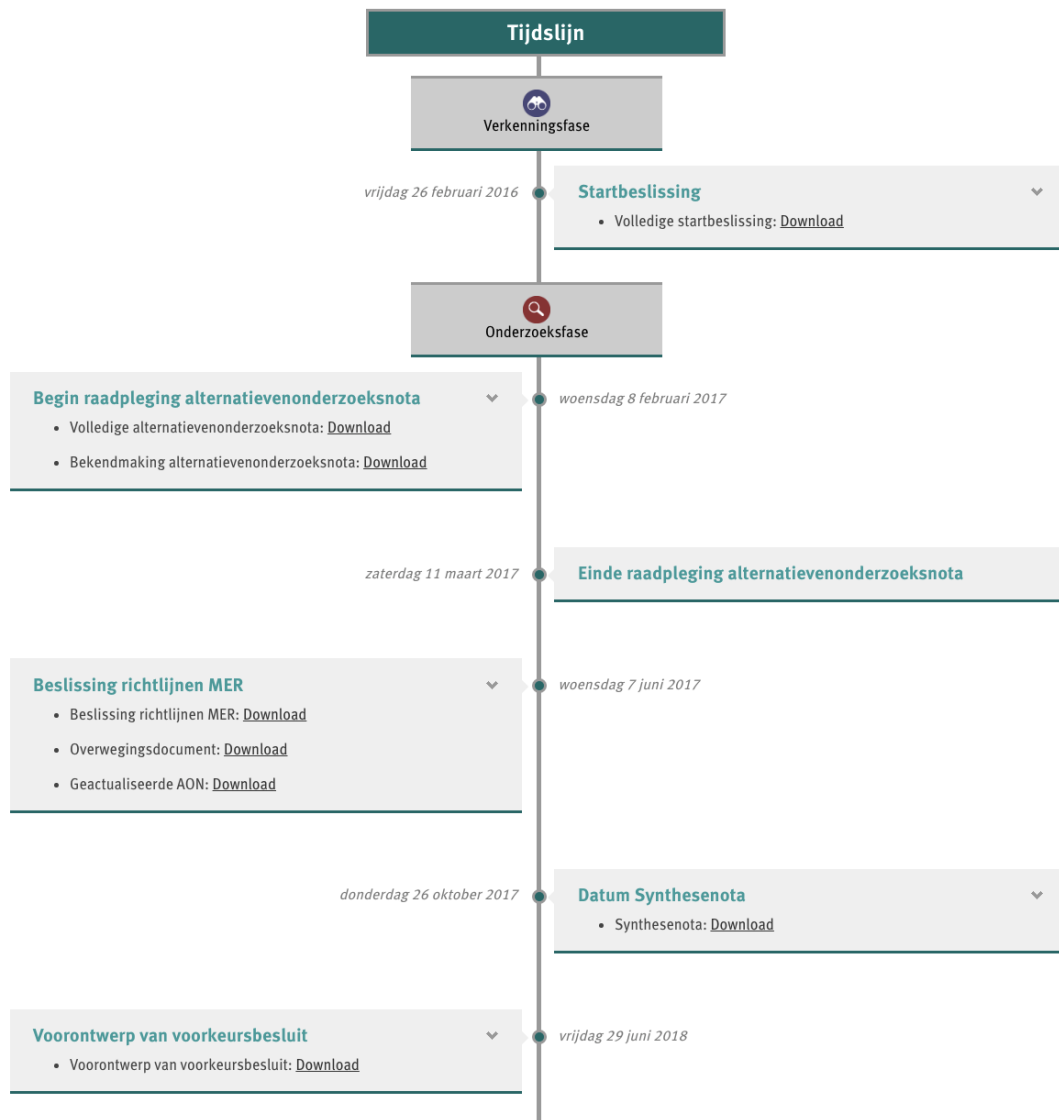 Tijdslijn
Verkenningsfase
vrijdag 26 februari 2016
Startbeslissing
• Volledige startbeslissing: Download
Onderzoeksfase
Begin raadpleging alternatievenonderzoeksnota
woensdag 8 februari 2017
• Volledige alternatievenonderzoeksnota: Download
• Bekendmaking alternatievenonderzoeksnota: Download
zaterdag 11 maart 2017
Einde raadpleging alternatievenonderzoeksnota
Beslissing richtlijnen MER
woensdag 7 juni 2017
• Beslissing richtlijnen MER: Download
• Overwegingsdocument: Download
• Geactualiseerde AON: Download
donderdag 26 oktober 2017
Datum Synthesenota
• Synthesenota: Download
Voorontwerp van voorkeursbesluit
vrijdag 29 juni 2018
• Voorontwerp van voorkeursbesluit: Download